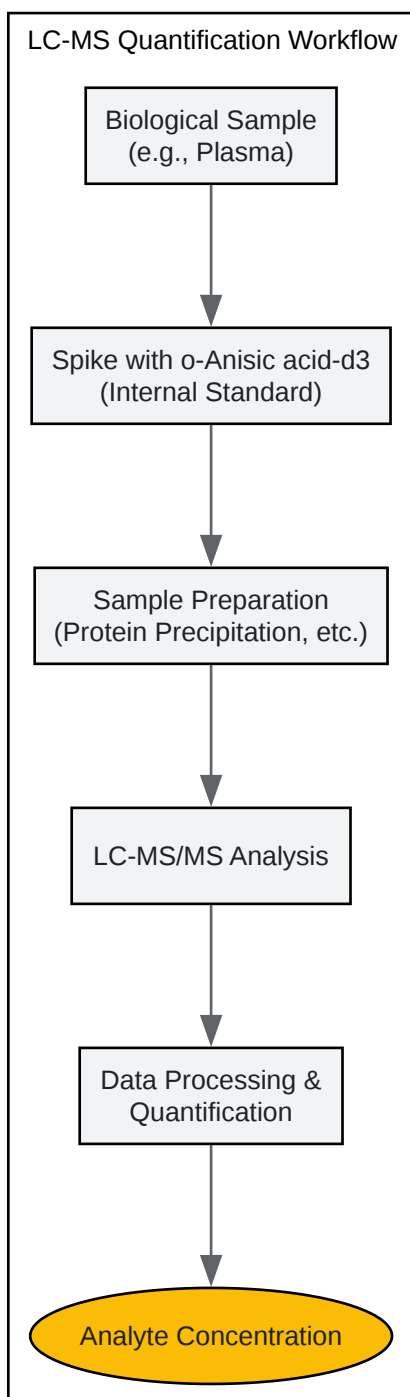 LC-MS Quantification Workflow
Biological Sample
(e.g., Plasma)
Spike with o-Anisic acid-d3
(Internal Standard)
Sample Preparation
(Protein Precipitation, etc.)
LC-MS/MS Analysis
Data Processing &
Quantification
Analyte Concentration